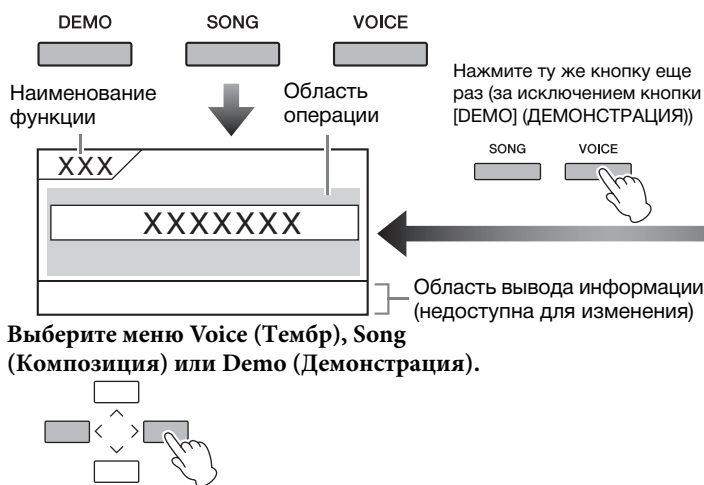 DEMO SONG VOICE
Наименование
функции
Область
операции
Нажмите ту же кнопку еще
раз (за исключением кнопки
[DEMO] (ДЕМОНСТРАЦИЯ))
SONG VOICE
XXX
XXXXXXX
Область вывода информации
(недоступна для изменения)
Выберите меню Voice (Тембр), Song
(Композиция) или Demo (Демонстрация).